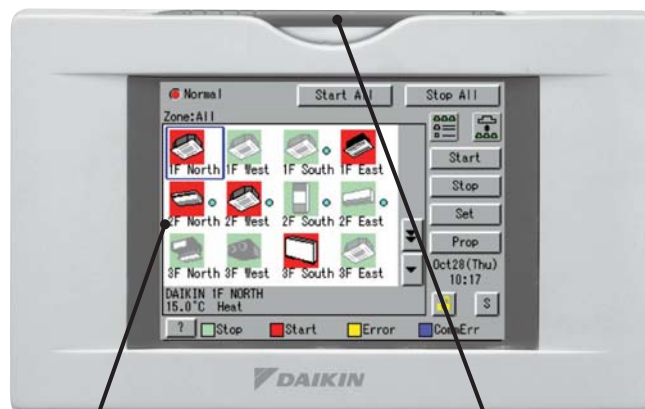 Normal
Start All
Stop All
Zone:All
1F North
1F West
1F South
1F East
Start
Stop
2F North
2F West
2F South
2F East
Set
Prop
3F North
3F West
3F South
3F East
Oct28(Thu)
10:17
DAIKIN 1F NORTH
15.0°C Heat
S
?
Stop
Start
Error
CommErr
DAIKIN